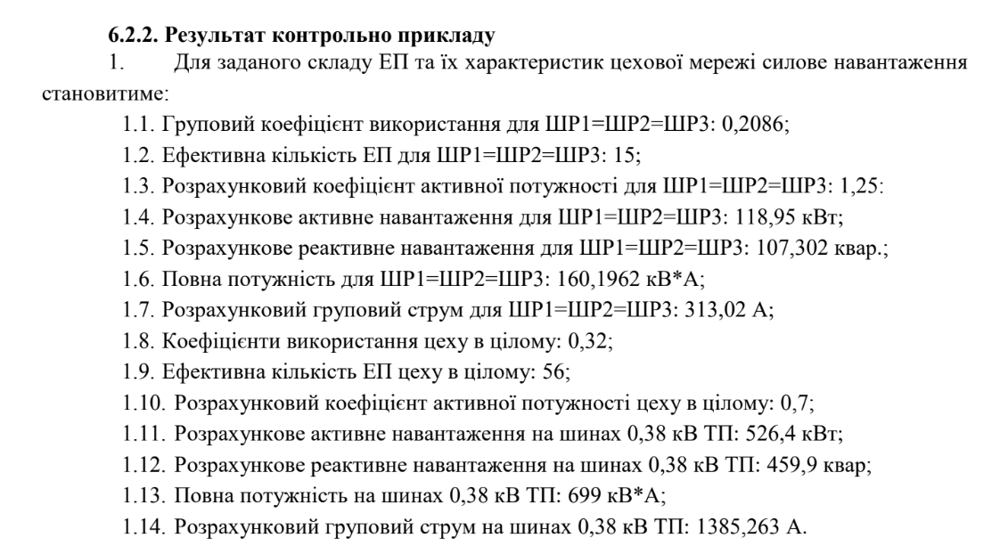 6.2.2. Результат контрольно прикладу
1. Для заданого складу ЕП та їх характеристик цехової мережі силове навантаження
становитиме:
1.1. Груповий коефіцієнт використання для ШР1=ШР2=ШР3: 0,2086;
1.2. Ефективна кількість ЕП для ШР1=ШР2=ШР3: 15;
1.3. Розрахунковий коефіцієнт активної потужності для ШР1=ШР2=ШР3: 1,25:
1.4. Розрахункове активне навантаження для ШР1=ШР2=ШР3: 118,95 кВт;
1.5. Розрахункове реактивне навантаження для ШР1=ШР2=ШР3: 107,302 квар.;
1.6. Повна потужність для ШР1=ШР2=ШР3: 160,1962 кВ*А;
1.7. Розрахунковий груповий струм для ШР1=ШР2=ШР3: 313,02 А;
1.8. Коефіцієнти використання цеху в цілому: 0,32;
1.9. Ефективна кількість ЕП цеху в цілому: 56;
1.10. Розрахунковий коефіцієнт активної потужності цеху в цілому: 0,7;
1.11. Розрахункове активне навантаження на шинах 0,38 кВ ТП: 526,4 кВт;
1.12. Розрахункове реактивне навантаження на шинах 0,38 кВ ТП: 459,9 квар;
1.13. Повна потужність на шинах 0,38 кВ ТП: 699 кВ*А;
1.14. Розрахунковий груповий струм на шинах 0,38 кВ ТП: 1385,263 А.